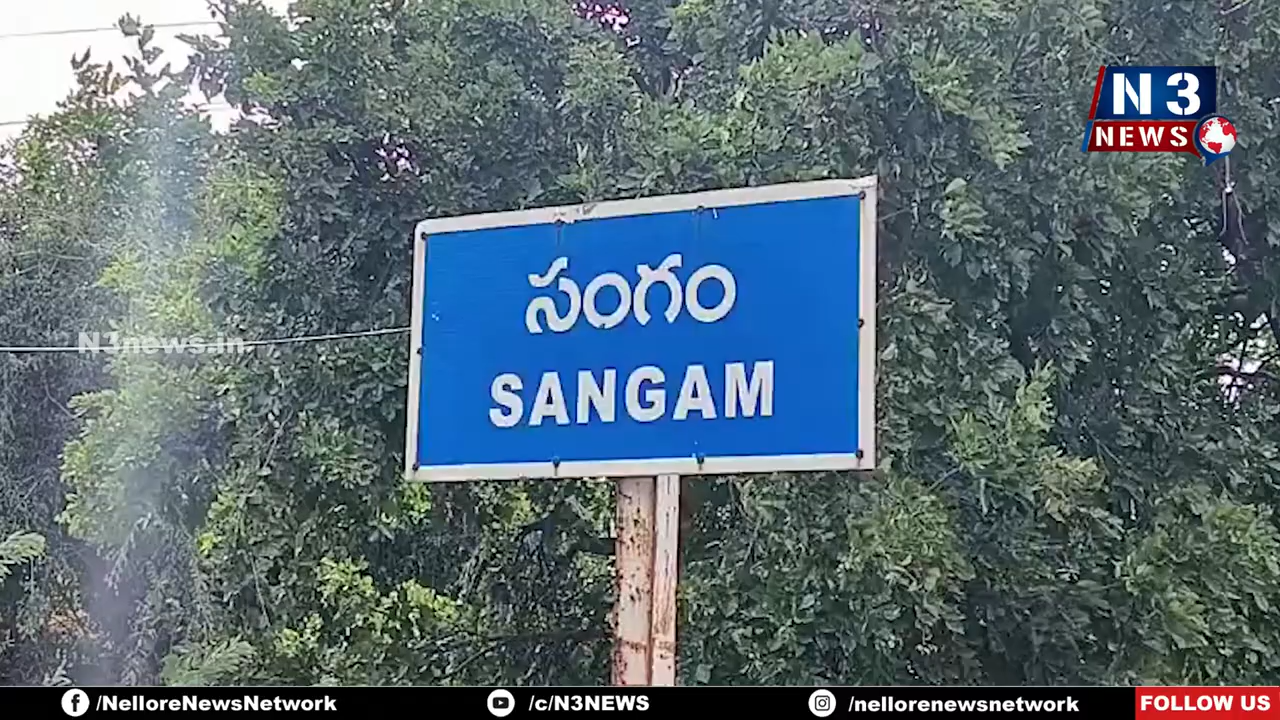 N3
NEWS
సంగం
SANGAM
N3news.in
/NelloreNewsNetwork
/c/N3NEWS
/nellorenewsnetwork
FOLLOW US